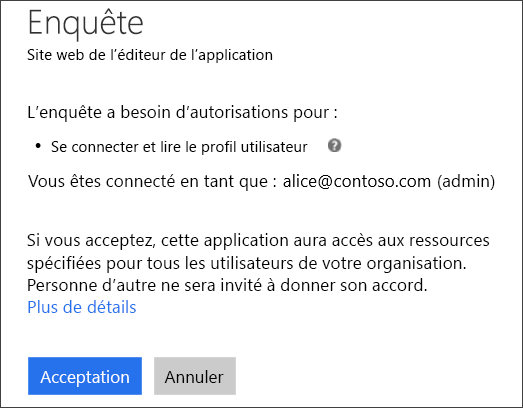 Enquête
Site web de l’éditeur de l’application
L’enquête a besoin d’autorisations pour :
• Se connecter et lire le profil utilisateur ?
Vous êtes connecté en tant que : alice@contoso.com (admin)
Si vous acceptez, cette application aura accès aux ressources
spécifiées pour tous les utilisateurs de votre organisation.
Personne d’autre ne sera invité à donner son accord.
Plus de détails
Acceptation Annuler